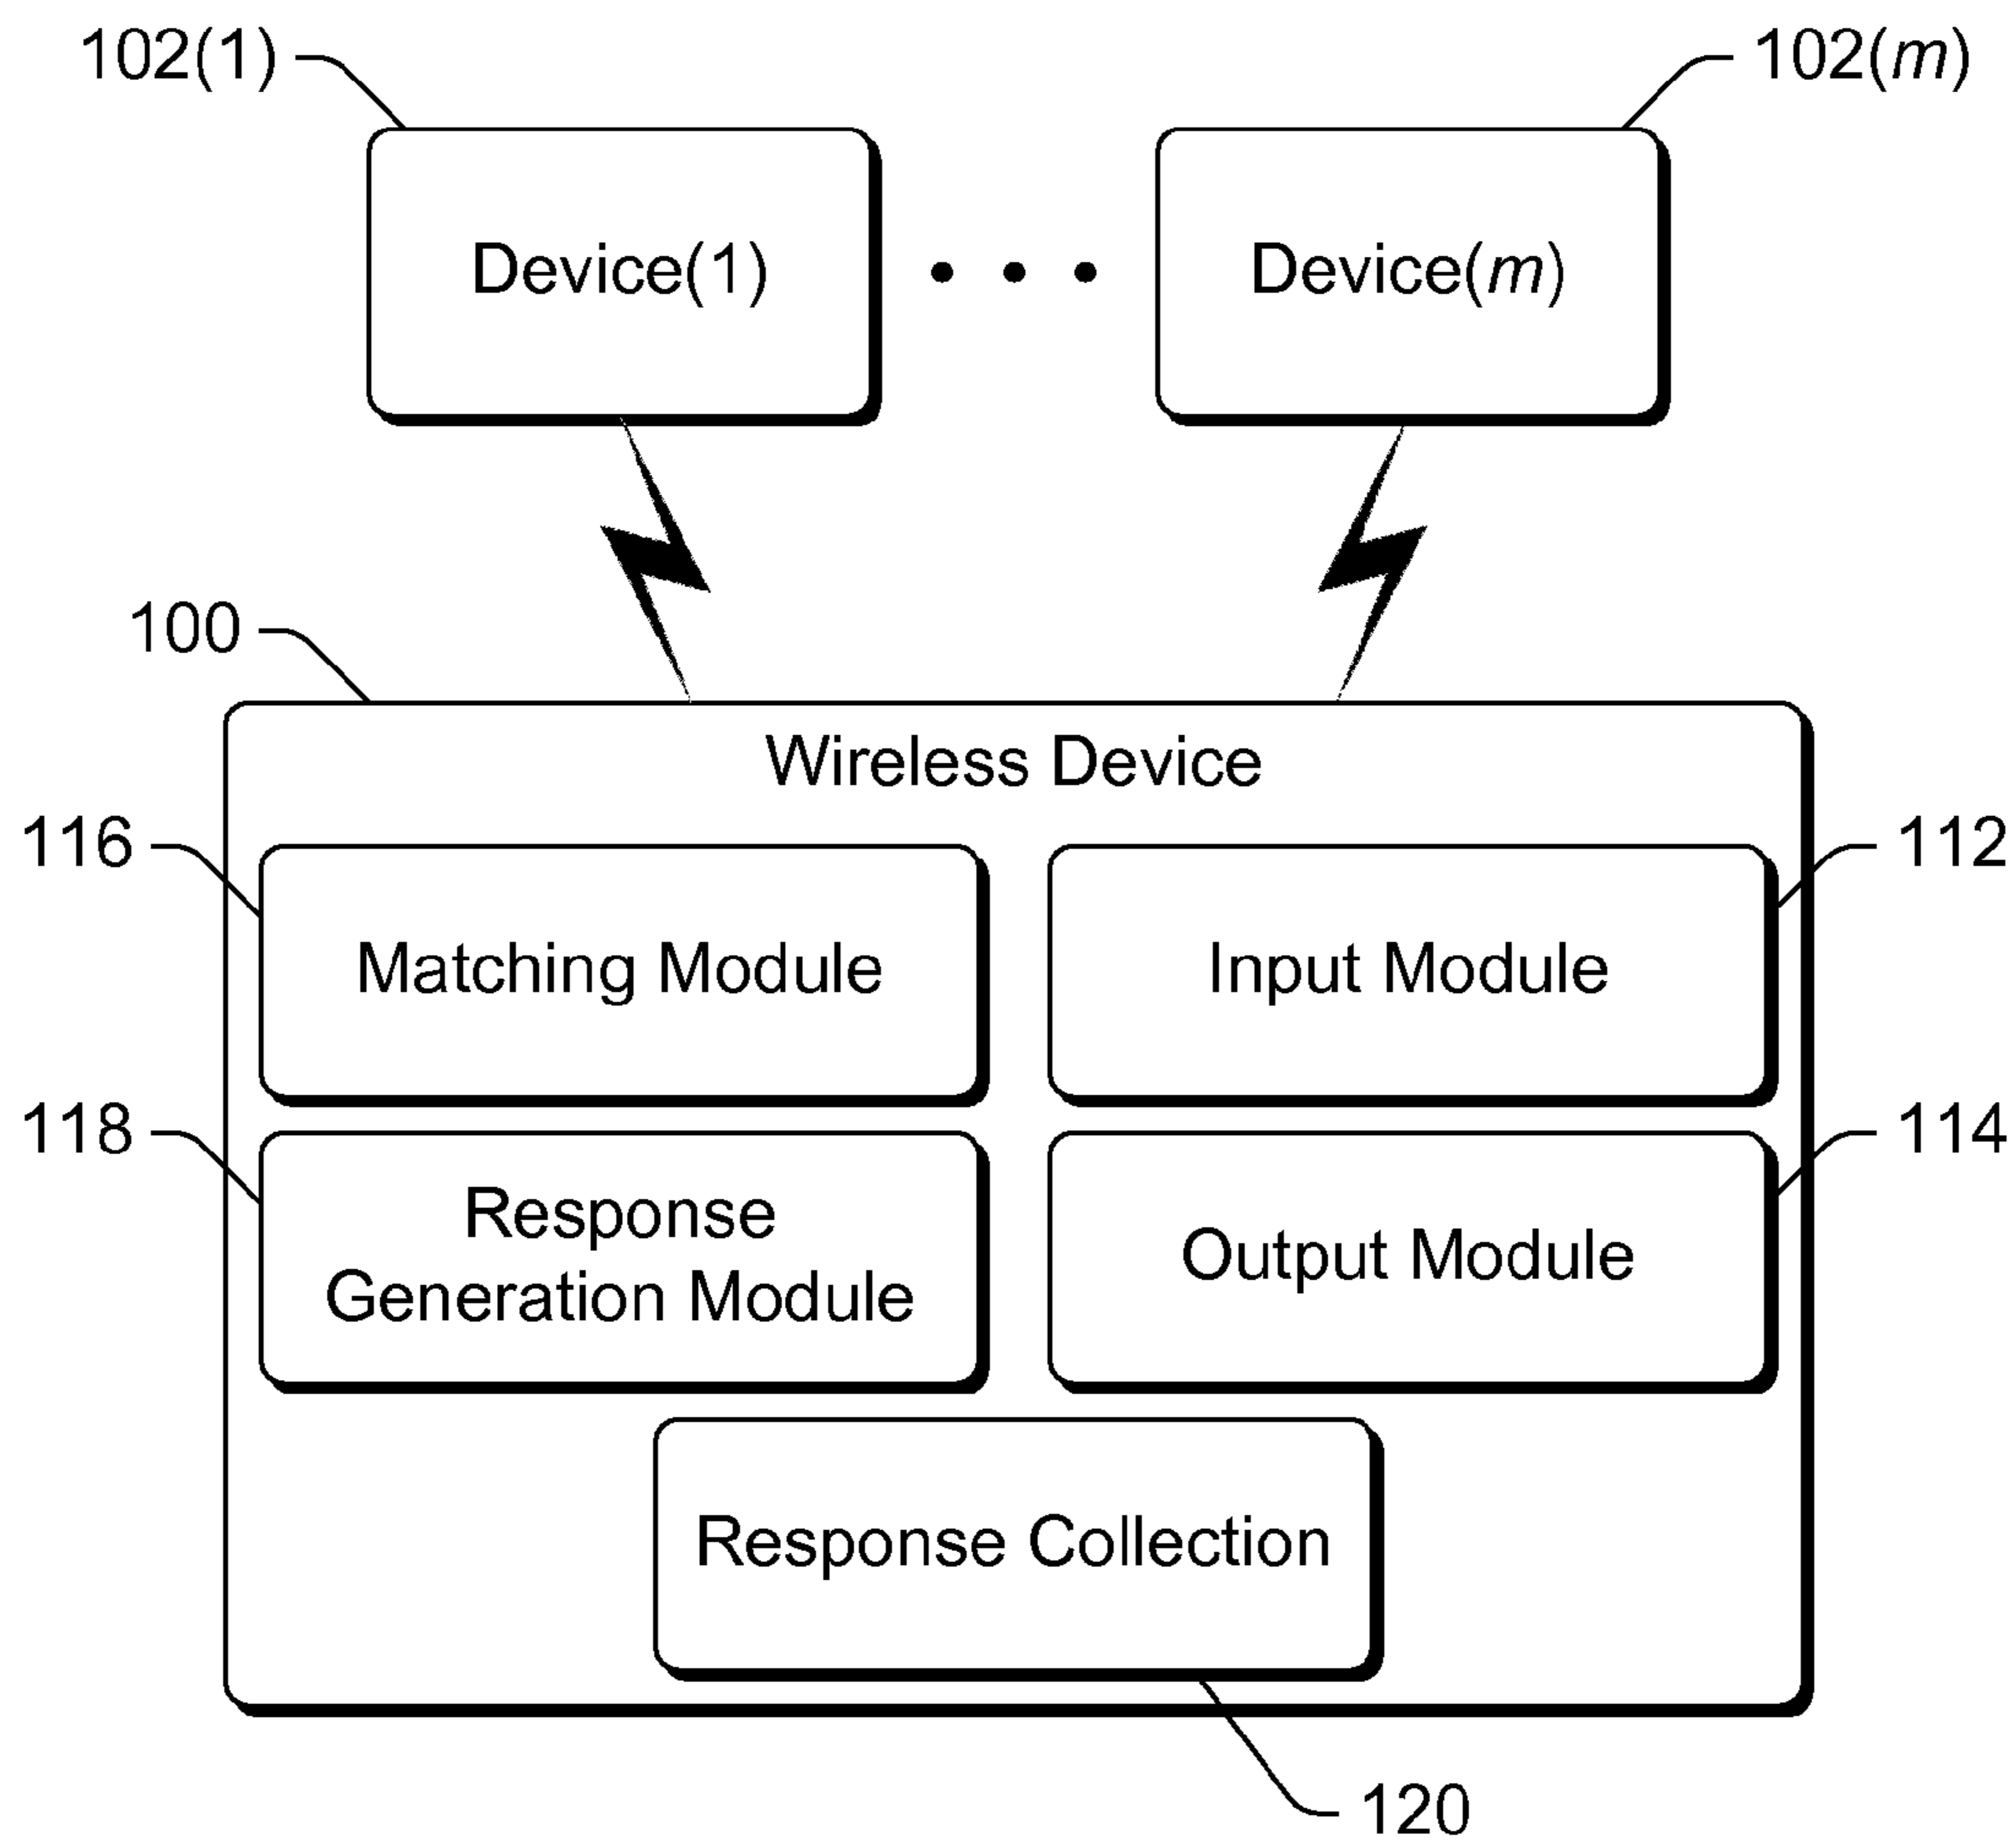 102(1)
102(m)
Device(1)
Device(m)
100
Wireless Device
116
112
Matching Module
Input Module
118
114
Response
Generation Module
Output Module
Response Collection
120